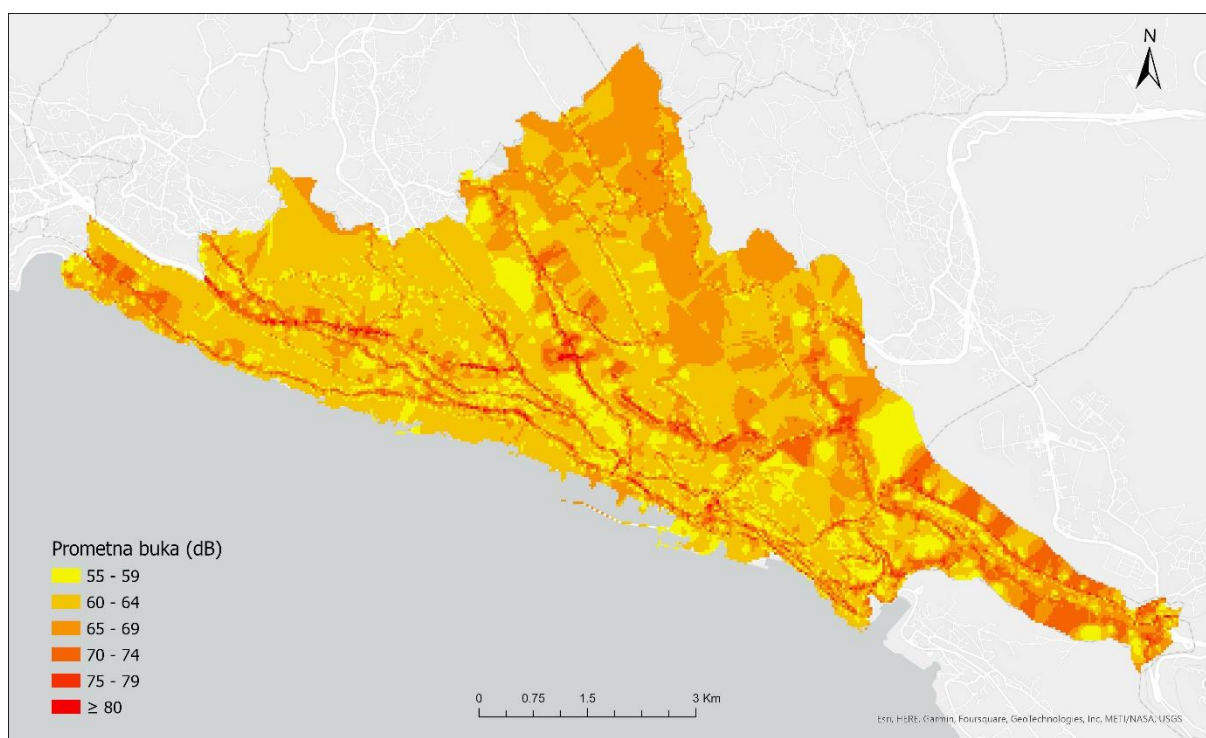 N
Prometna buka (dB)
55 - 59
60 - 64
65 - 69
70 - 74
75 - 79
≥ 80
0 0.75 1.5 3 Km
Esri, HERE, Garmin, Foursquare, GeoTechnologies, Inc, METI/NASA, USGS